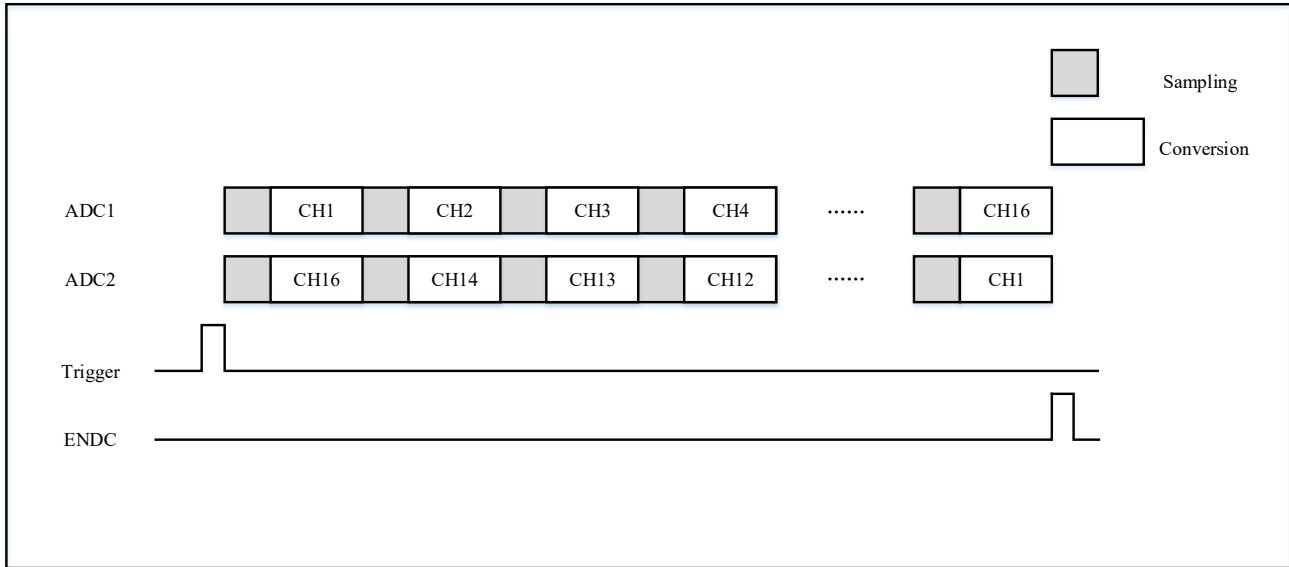 Sampling
Conversion
ADC1 CH1 CH2 CH3 CH4 ...... CH16
ADC2 CH16 CH14 CH13 CH12 ...... CH1
Trigger
ENDC